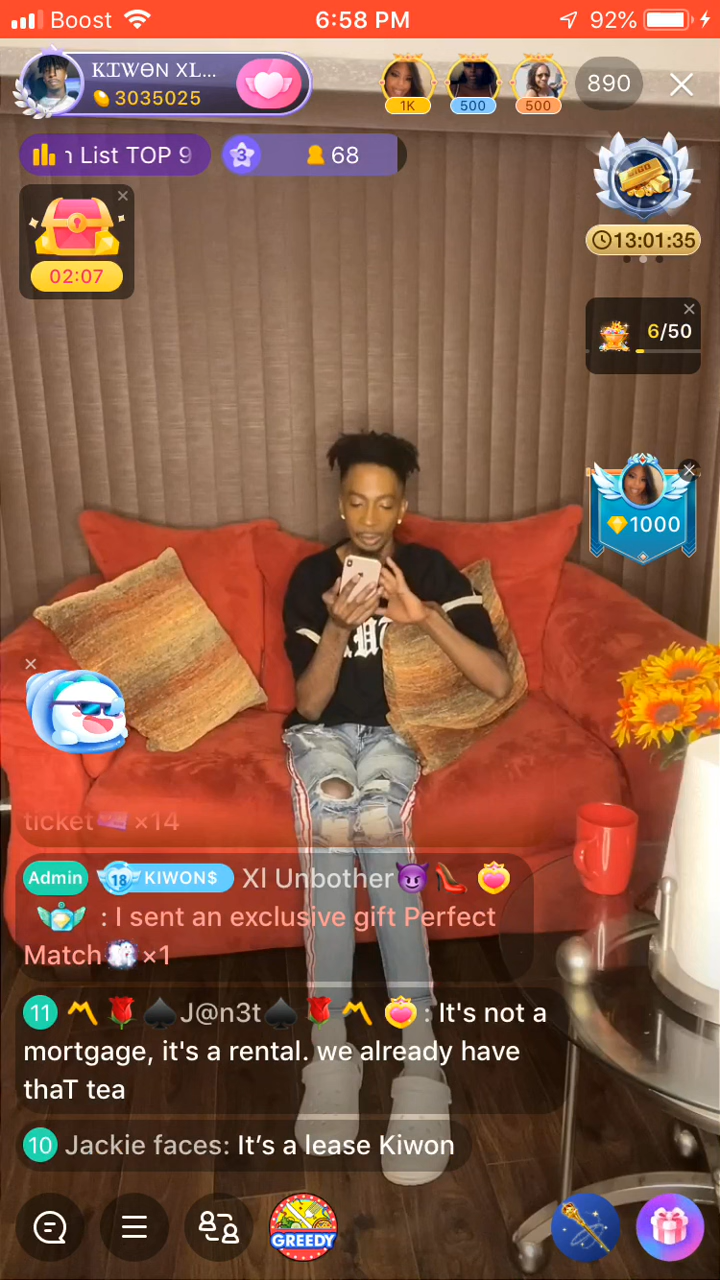 Boost 6:58 PM 92%
KIWON XL...
3035025
1K 500 500
890
List TOP 9
3
68
02:07
13:01:35
6/50
1000
ticket ×14
Admin 18 KIWON$ Xl Unbother😈👠
: I sent an exclusive gift Perfect
Match ×1
11 〽️🌹♠️J@n3t♠️🌹〽️ : It's not a
mortgage, it's a rental. we already have
thaT tea
10 Jackie faces: It’s a lease Kiwon
GREEDY